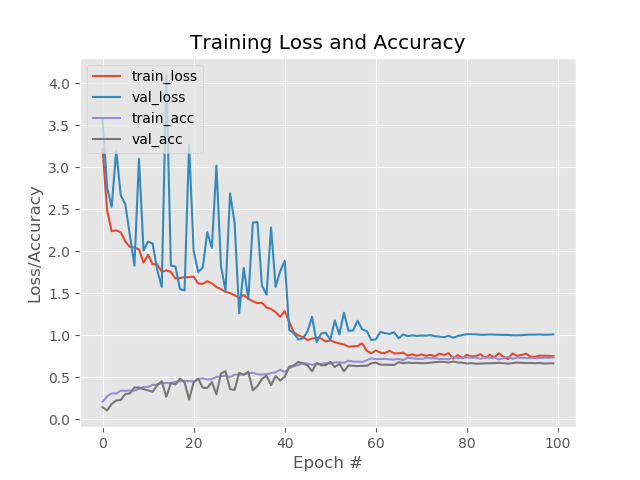 Training Loss and Accuracy
train_loss
val_loss
train_acc
val_acc
4.0
3.5
3.0
2.5
2.0
1.5
1.0
0.5
0.0
Loss/Accuracy
0 20 40 60 80 100
Epoch #